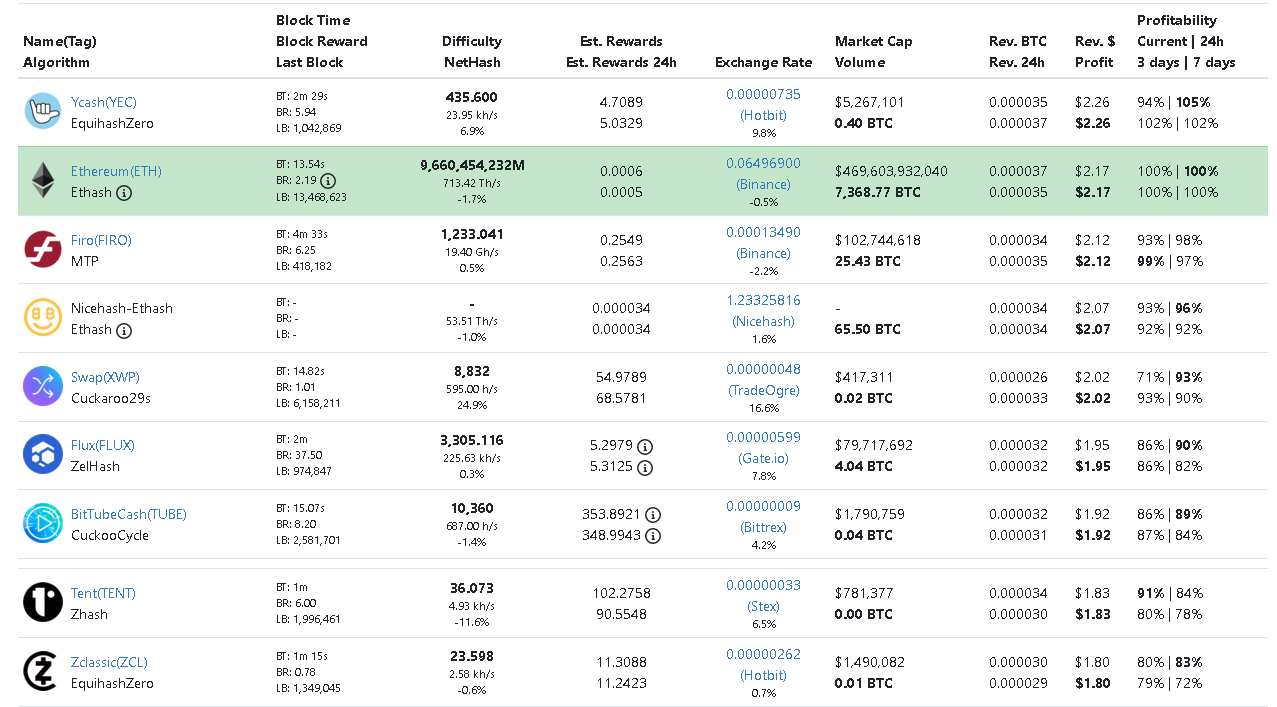 Name(Tag)
Algorithm
Block Time
Block Reward
Last Block
Difficulty
NetHash
Est. Rewards
Est. Rewards 24h
Exchange Rate
Market Cap
Volume
Rev. BTC
Rev. 24h
Rev. $
Profit
Profitability
Current | 24h
3 days | 7 days
Ycash(YEC)
EquihashZero
BT: 2m 29s
BR: 5.94
LB: 1,042,869
435.600
23.95 kh/s
6.9%
4.7089
5.0329
0.00000735
(Hotbit)
9.8%
$5,267,101
0.40 BTC
0.000035
0.000037
$2.26
$2.26
94% | 105%
102% | 102%
Ethereum(ETH)
Ethash
BT: 13.54s
BR: 2.19
LB: 13,468,623
9,660,454,232M
713.42 Th/s
-1.7%
0.0006
0.0005
0.06496900
(Binance)
-0.5%
$469,603,932,040
7,368.77 BTC
0.000037
0.000035
$2.17
$2.17
100% | 100%
100% | 100%
Firo(FIRO)
MTP
BT: 4m 33s
BR: 6.25
LB: 418,182
1,233.041
19.40 Gh/s
0.5%
0.2549
0.2563
0.00013490
(Binance)
-2.2%
$102,744,618
25.43 BTC
0.000034
0.000035
$2.12
$2.12
93% | 98%
99% | 97%
Nicehash-Ethash
Ethash
BT: -
BR: -
LB: -
-
53.51 Th/s
-1.0%
0.000034
0.000034
1.23325816
(Nicehash)
1.6%
-
65.50 BTC
0.000034
0.000034
$2.07
$2.07
93% | 96%
92% | 92%
Swap(XWP)
Cuckaroo29s
BT: 14.82s
BR: 1.01
LB: 6,158,211
8,832
595.00 h/s
24.9%
54.9789
68.5781
0.00000048
(TradeOgre)
16.6%
$417,311
0.02 BTC
0.000026
0.000033
$2.02
$2.02
71% | 93%
93% | 90%
Flux(FLUX)
ZelHash
BT: 2m
BR: 37.50
LB: 974,847
3,305.116
225.63 kh/s
0.3%
5.2979
5.3125
0.00000599
(Gate.io)
7.8%
$79,717,692
4.04 BTC
0.000032
0.000032
$1.95
$1.95
86% | 90%
86% | 82%
BitTubeCash(TUBE)
CuckooCycle
BT: 15.07s
BR: 8.20
LB: 2,581,701
10,360
687.00 h/s
-1.4%
353.8921
348.9943
0.00000009
(Bittrex)
4.2%
$1,790,759
0.04 BTC
0.000032
0.000031
$1.92
$1.92
86% | 89%
87% | 84%
Tent(TENT)
Zhash
BT: 1m
BR: 6.00
LB: 1,996,461
36.073
4.93 kh/s
-11.6%
102.2758
90.5548
0.00000033
(Stex)
6.5%
$781,377
0.00 BTC
0.000034
0.000030
$1.83
$1.83
91% | 84%
80% | 78%
Zclassic(ZCL)
EquihashZero
BT: 1m 15s
BR: 0.78
LB: 1,349,045
23.598
2.58 kh/s
-0.6%
11.3088
11.2423
0.00000262
(Hotbit)
0.7%
$1,490,082
0.01 BTC
0.000030
0.000029
$1.80
$1.80
80% | 83%
79% | 72%